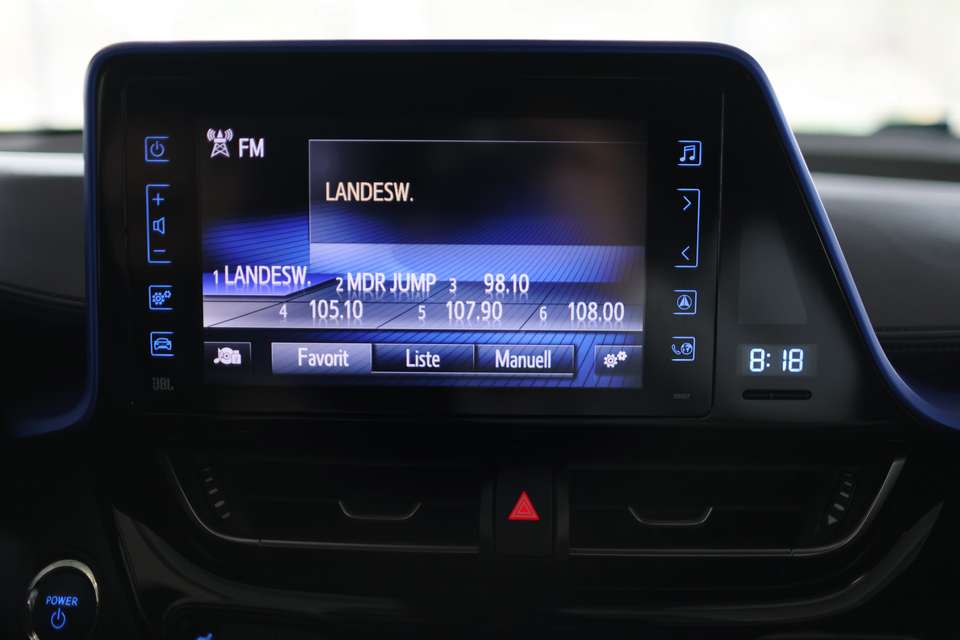 FM
LANDESW.
1 LANDESW. 2 MDR JUMP 3 98.10
4 105.10 5 107.90 6 108.00
Favorit Liste Manuell
JBL
8:18
POWER